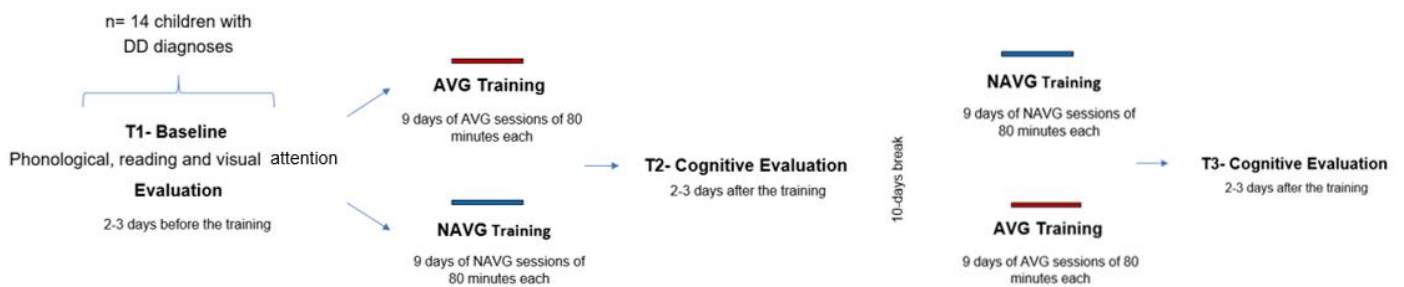 n= 14 children with
DD diagnoses
T1- Baseline
Phonological, reading and visual attention
Evaluation
2-3 days before the training
AVG Training
9 days of AVG sessions of 80
minutes each
NAVG Training
9 days of NAVG sessions of
80 minutes each
T2- Cognitive Evaluation
2-3 days after the training
10-days break
NAVG Training
9 days of NAVG sessions of
80 minutes each
AVG Training
9 days of AVG sessions of 80
minutes each
T3- Cognitive Evaluation
2-3 days after the training